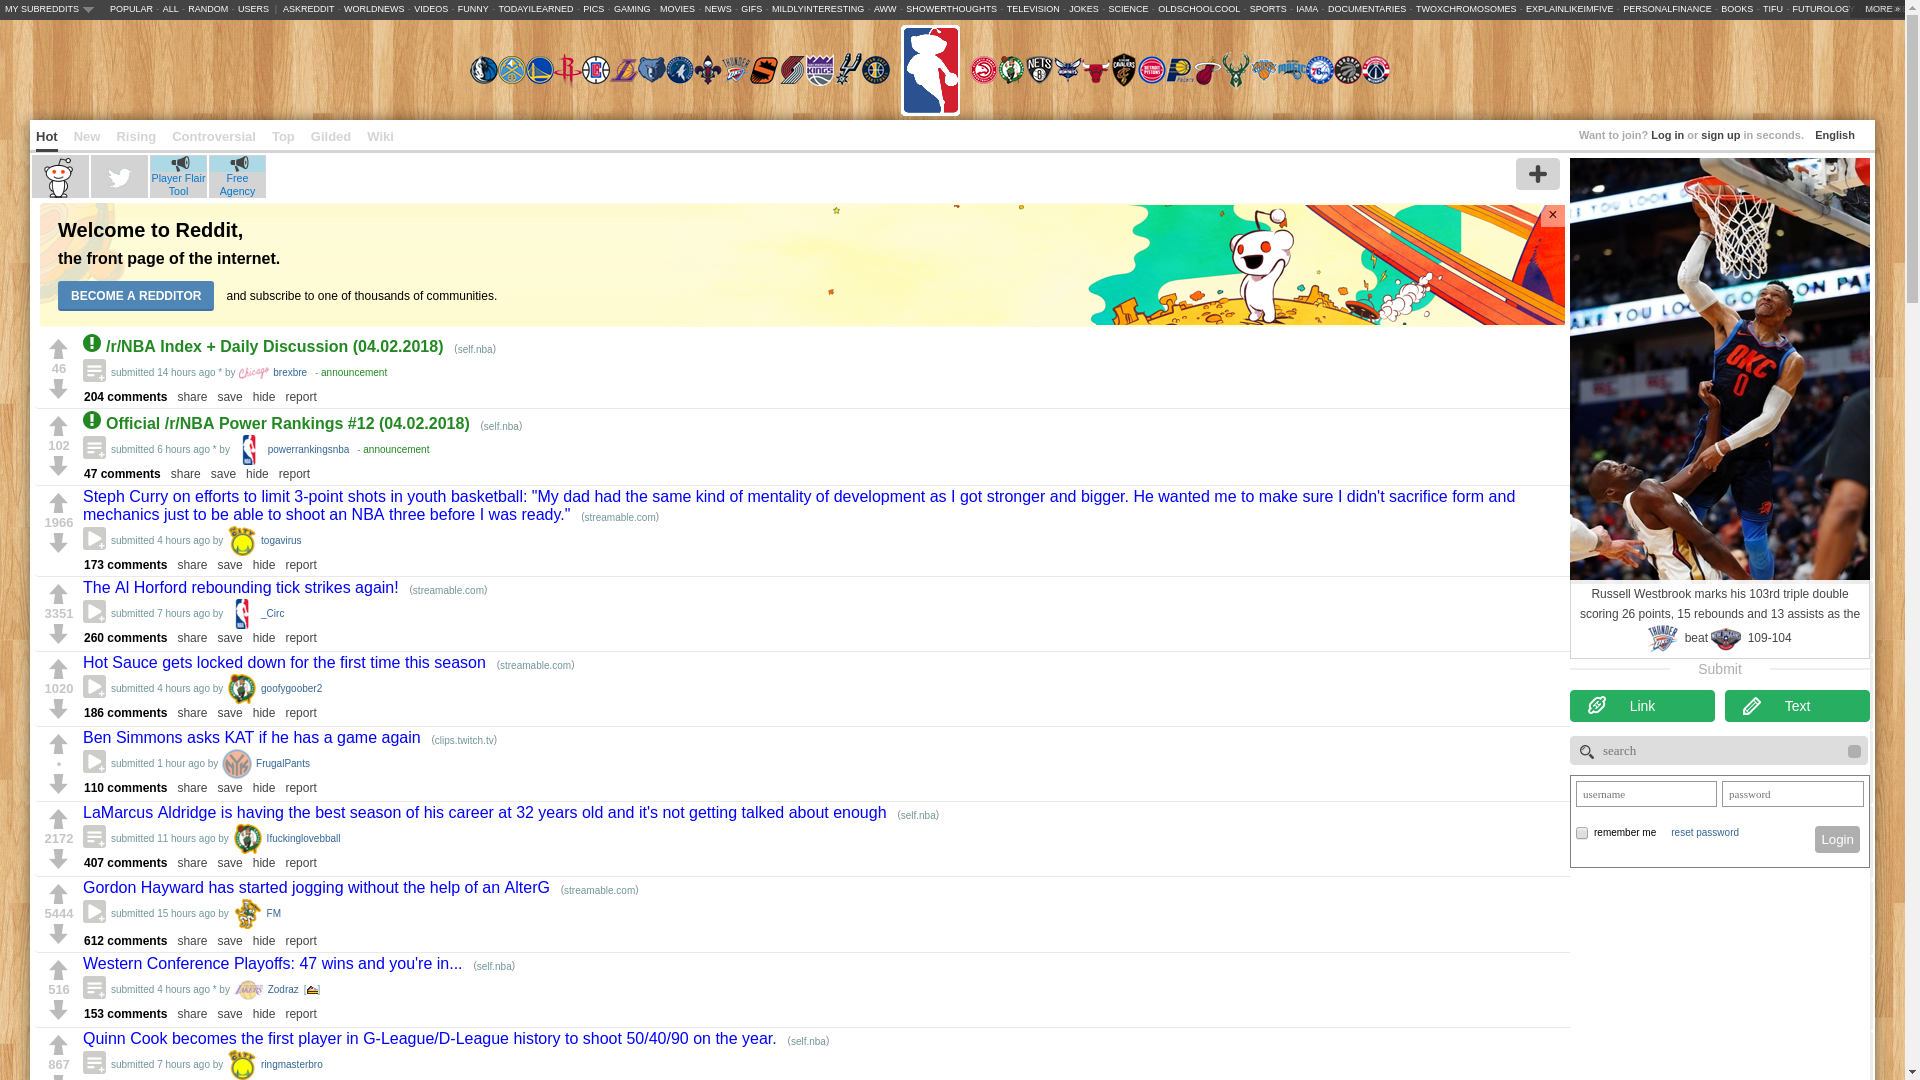 MY SUBREDDITS POPULAR - ALL - RANDOM - USERS | ASKREDDIT - WORLDNEWS - VIDEOS - FUNNY - TODAYILEARNED - PICS - GAMING - MOVIES - NEWS - GIFS - MILDLYINTERESTING - AWW - SHOWERTHOUGHTS - TELEVISION - JOKES - SCIENCE - OLDSCHOOLCOOL - SPORTS - IAMA - DOCUMENTARIES - TWOXCHROMOSOMES - EXPLAINLIKEIMFIVE - PERSONALFINANCE - BOOKS - TIFU - FUTUROLOGY MORE »
Hot New Rising Controversial Top Gilded Wiki
Want to join? Log in or sign up in seconds. English
Player Flair Tool
Free Agency
Welcome to Reddit,
the front page of the internet.
BECOME A REDDITOR and subscribe to one of thousands of communities.
×
/r/NBA Index + Daily Discussion (04.02.2018) (self.nba)
46
submitted 14 hours ago * by Chicago brexbre - announcement
204 comments share save hide report
Official /r/NBA Power Rankings #12 (04.02.2018) (self.nba)
102
submitted 6 hours ago * by powerrankingsnba - announcement
47 comments share save hide report
Steph Curry on efforts to limit 3-point shots in youth basketball: "My dad had the same kind of mentality of development as I got stronger and bigger. He wanted me to make sure I didn't sacrifice form and
mechanics just to be able to shoot an NBA three before I was ready." (streamable.com)
1966
submitted 4 hours ago by togavirus
173 comments share save hide report
The Al Horford rebounding tick strikes again! (streamable.com)
3351
submitted 7 hours ago by _Circ
260 comments share save hide report
Hot Sauce gets locked down for the first time this season (streamable.com)
1020
submitted 4 hours ago by goofygoober2
186 comments share save hide report
Ben Simmons asks KAT if he has a game again (clips.twitch.tv)
•
submitted 1 hour ago by FrugalPants
110 comments share save hide report
LaMarcus Aldridge is having the best season of his career at 32 years old and it's not getting talked about enough (self.nba)
2172
submitted 11 hours ago by Ifuckinglovebball
407 comments share save hide report
Gordon Hayward has started jogging without the help of an AlterG (streamable.com)
5444
submitted 15 hours ago by FM
612 comments share save hide report
Western Conference Playoffs: 47 wins and you're in... (self.nba)
516
submitted 4 hours ago * by Zodraz
153 comments share save hide report
Quinn Cook becomes the first player in G-League/D-League history to shoot 50/40/90 on the year. (self.nba)
867
submitted 7 hours ago by ringmasterbro
OKC
0
Russell Westbrook marks his 103rd triple double
scoring 26 points, 15 rebounds and 13 assists as the
THUNDER beat 109-104
Submit
Link Text
search
username password
remember me reset password Login